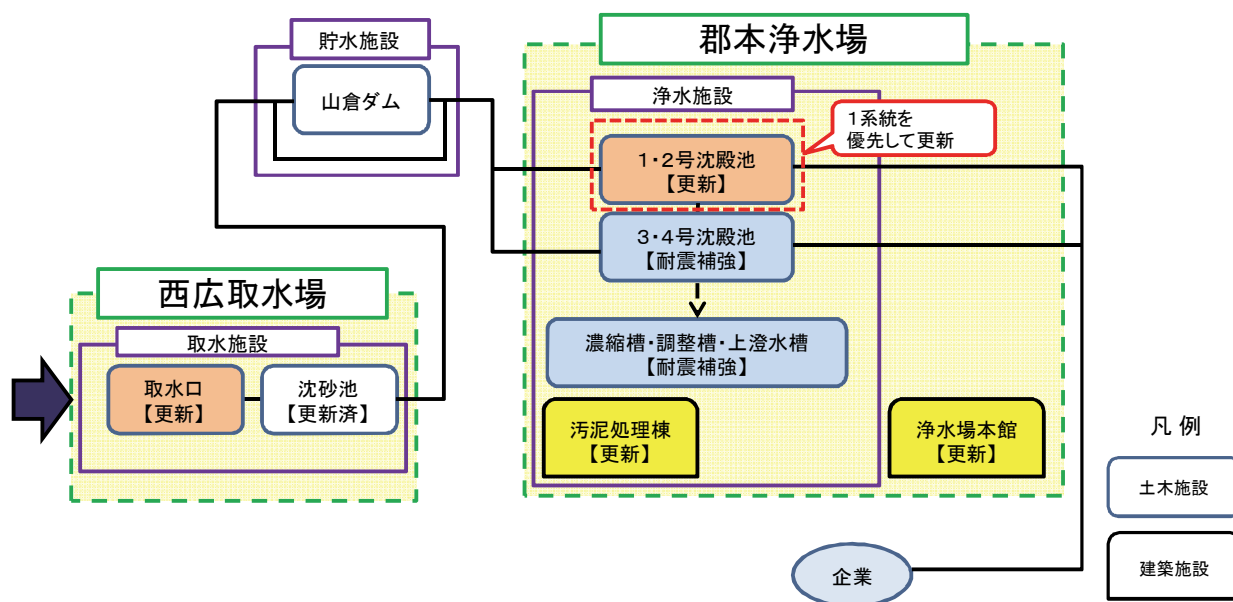 貯水施設
山倉ダム
郡本浄水場
浄水施設
1系統を
優先して更新
1・2号沈殿池
【更新】
3・4号沈殿池
【耐震補強】
濃縮槽・調整槽・上澄水槽
【耐震補強】
汚泥処理棟
【更新】
浄水場本館
【更新】
西広取水場
取水施設
取水口
【更新】
沈砂池
【更新済】
企業
凡 例
土木施設
建築施設